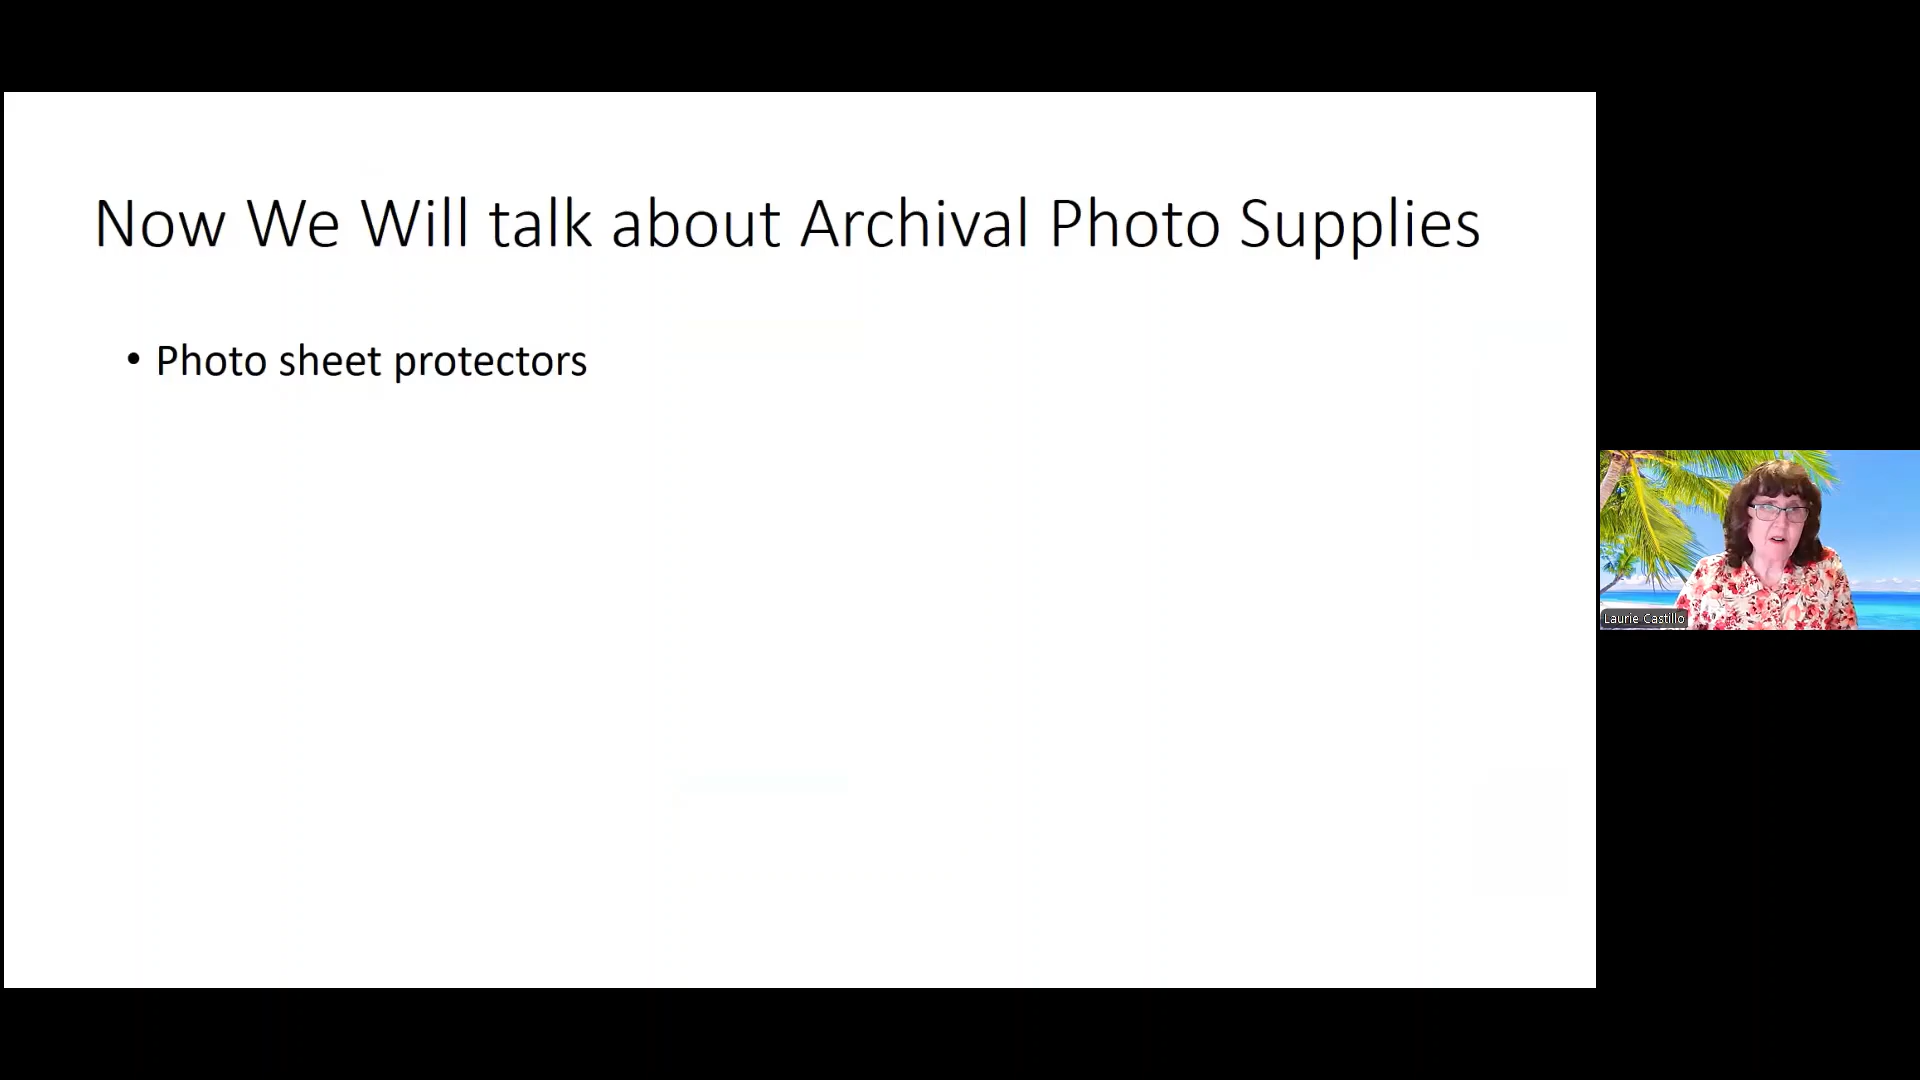 Now We Will talk about Archival Photo Supplies
• Photo sheet protectors
Laurie Castillo